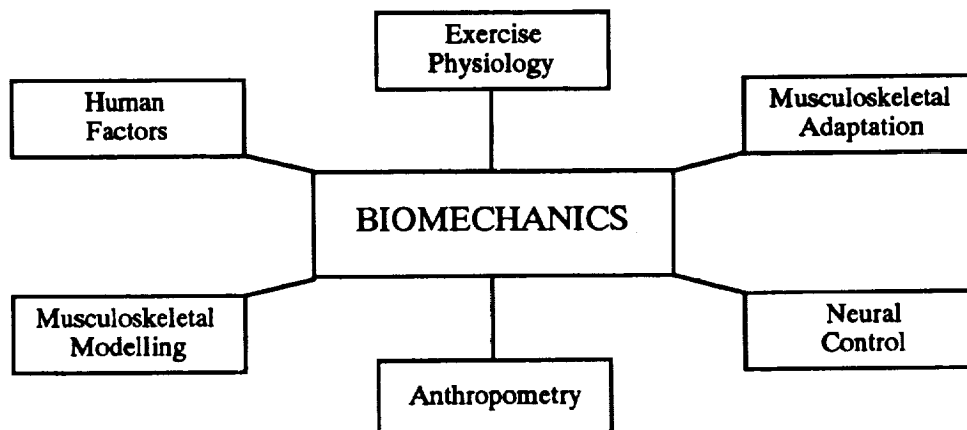 Exercise
Physiology
Human
Factors
Musculoskeletal
Adaptation
BIOMECHANICS
Musculoskeletal
Modelling
Neural
Control
Anthropometry